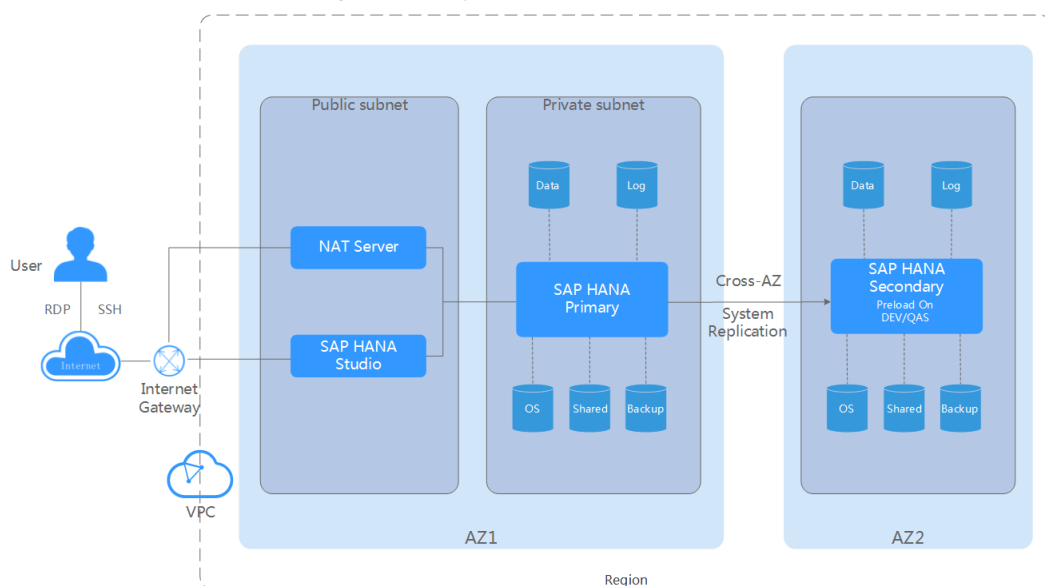 Public subnet
Private subnet
Data
Log
Data
Log
User
NAT Server
RDP
SSH
SAP HANA
Primary
Cross-AZ
System
Replication
SAP HANA
Secondary
Preload On
DEV/QAS
Internet
SAP HANA
Studio
Internet
Gateway
OS
Shared
Backup
OS
Shared
Backup
VPC
AZ1
AZ2
Region